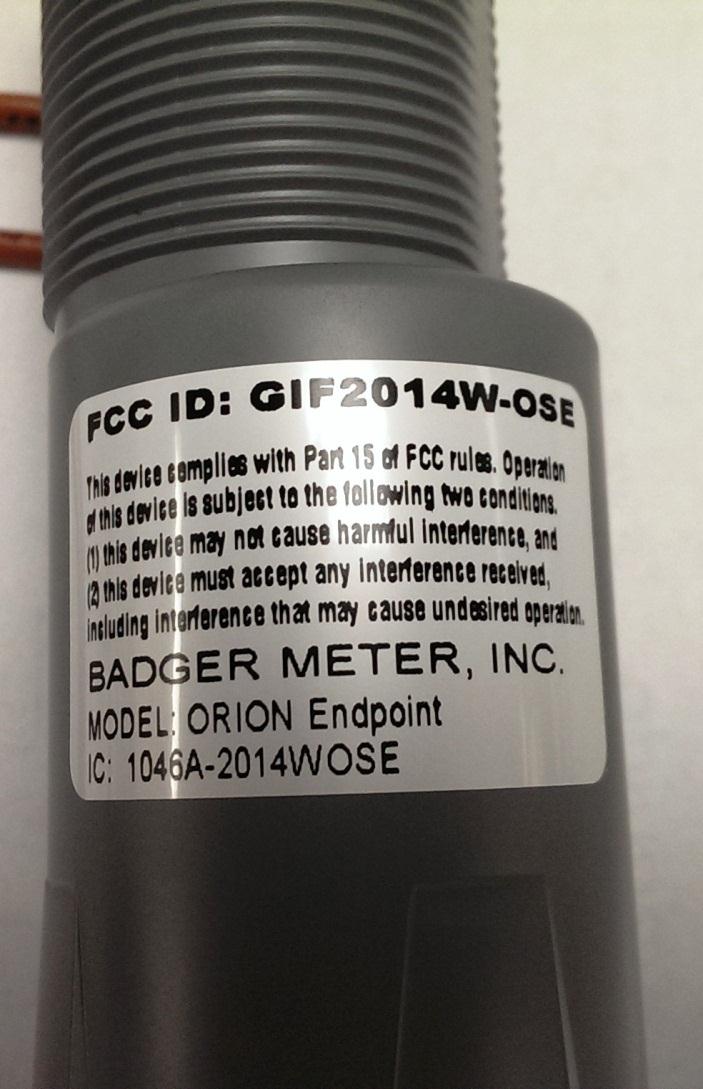 FCC ID: GIF2014W-OSE
This device complies with Part 15 of FCC rules. Operation
of this device is subject to the following two conditions.
(1) this device may not cause harmful interference, and
(2) this device must accept any interference received,
including interference that may cause undesired operation.
BADGER METER, INC.
MODEL: ORION Endpoint
IC: 1046A-2014WOSE